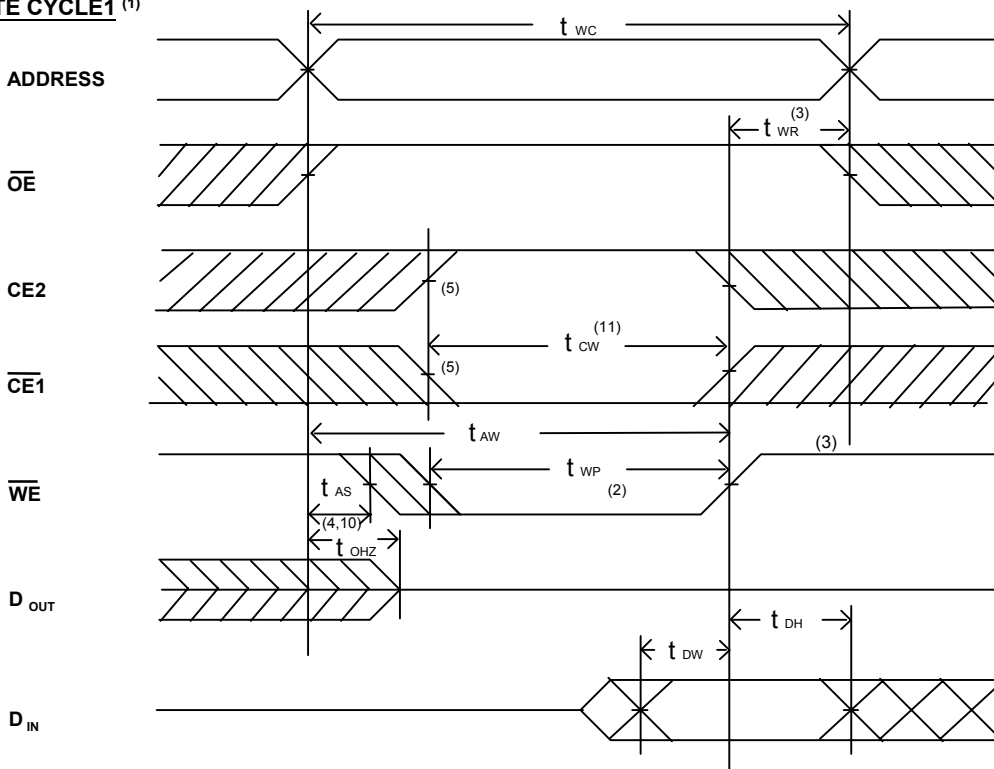 TE CYCLE1 (1)
t WC
ADDRESS
t WR (3)
OE
CE2
(5)
t CW (11)
CE1
(5)
t AW
(3)
WE
t AS
t WP
(2)
(4,10)
t OHZ
D OUT
t DH
t DW
D IN